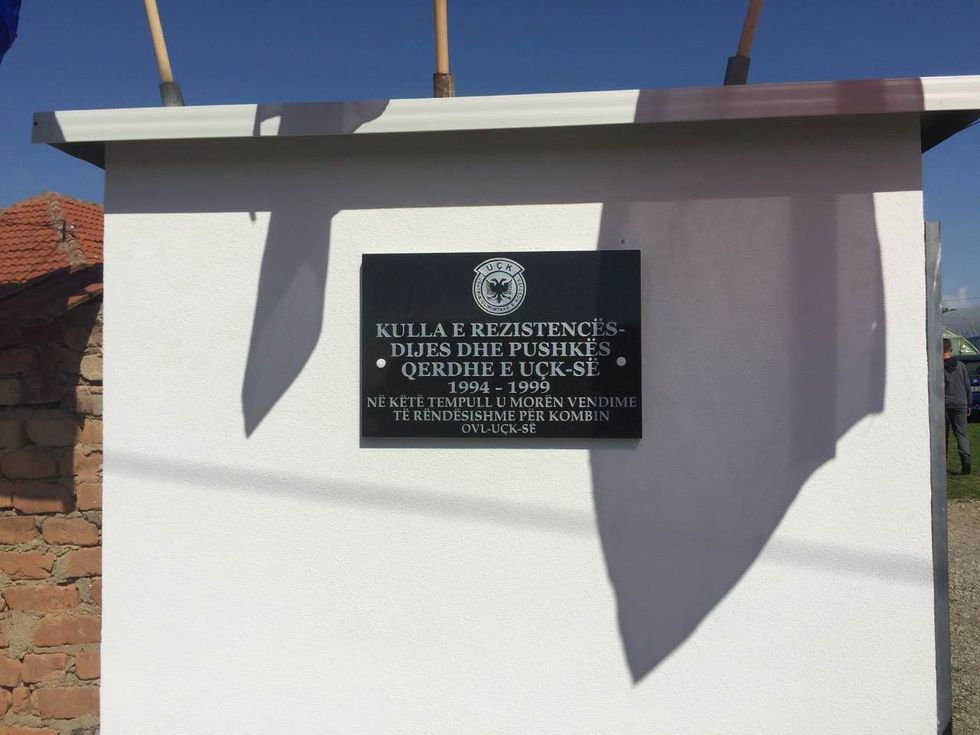 UÇK
KULLA E REZISTENCËS-
DIJES DHE PUSHKËS
QERDHE E UÇK-SË
1994 - 1999
NË KËTË TEMPULL U MORËN VENDIME
TË RËNDËSISHME PËR KOMBIN
OVL-UÇK-SË